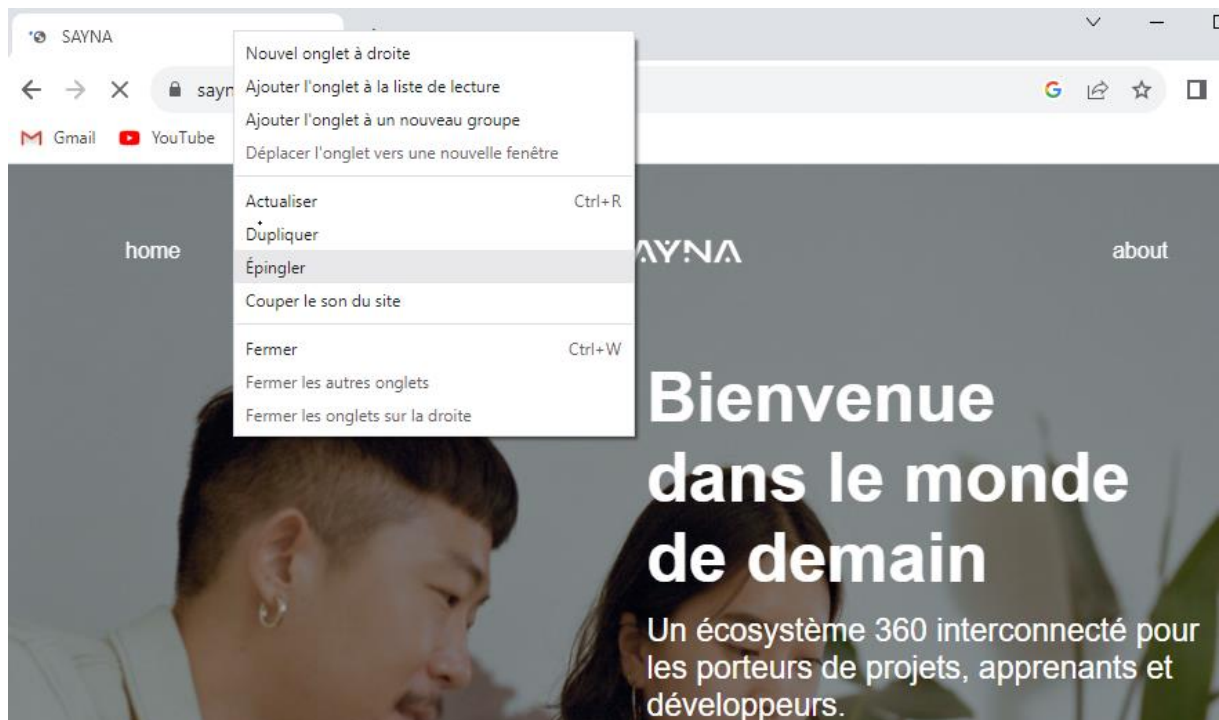 SAYNA
Nouvel onglet à droite
Ajouter l'onglet à la liste de lecture
Ajouter l'onglet à un nouveau groupe
Déplacer l'onglet vers une nouvelle fenêtre
Actualiser Ctrl+R
Dupliquer
Épingler
Couper le son du site
Fermer Ctrl+W
Fermer les autres onglets
Fermer les onglets sur la droite
Gmail YouTube
home about
Bienvenue
dans le monde
de demain
Un écosystème 360 interconnecté pour
les porteurs de projets, apprenants et
développeurs.